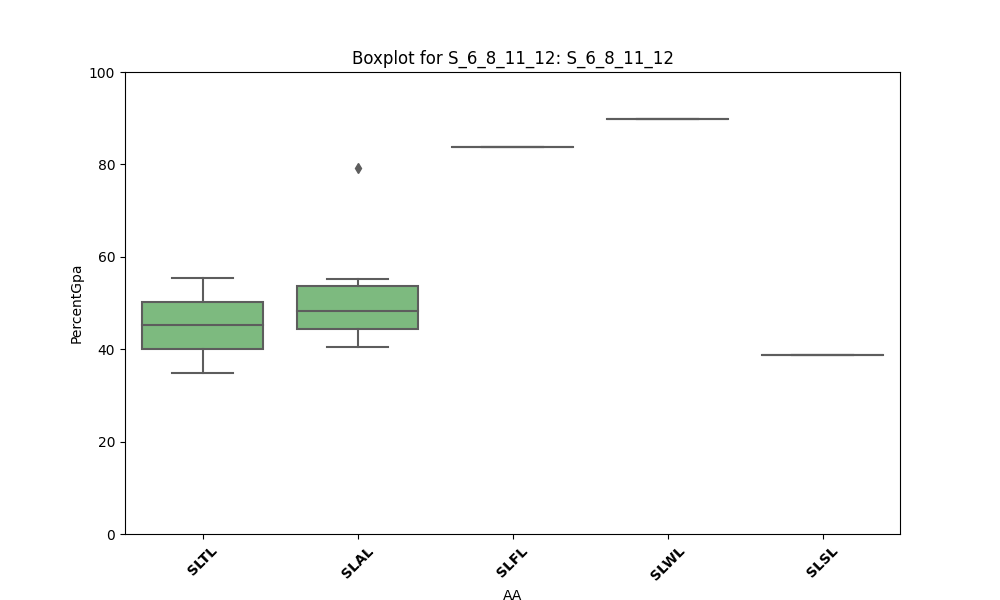 Boxplot for S_6_8_11_12: S_6_8_11_12
100
80
60
40
20
0
PercentGpa
SLTL
SLAL
SLFL
SLWL
SLSL
AA